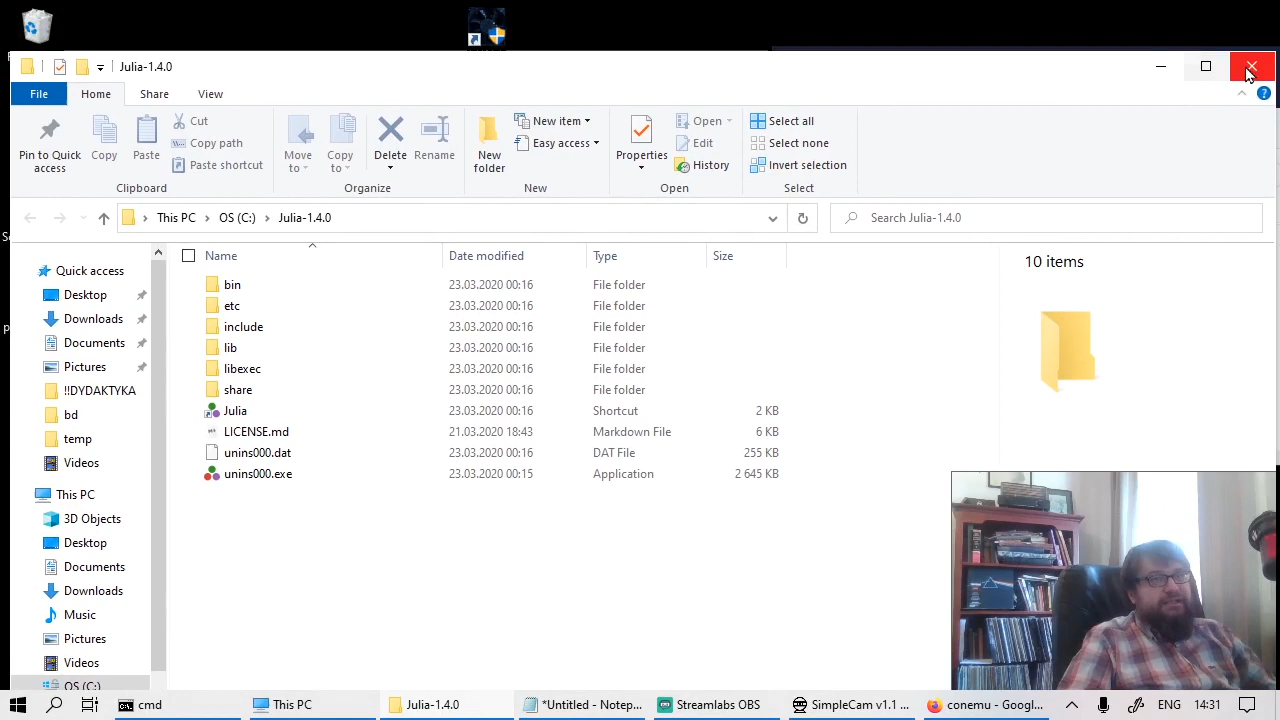 Julia-1.4.0
File
Home
Share
View
Pin to Quick access
Copy
Paste
Cut
Copy path
Paste shortcut
Clipboard
Move to
Copy to
Delete
Rename
Organize
New folder
New item
Easy access
New
Properties
Open
Edit
History
Open
Select all
Select none
Invert selection
Select
This PC
OS (C:)
Julia-1.4.0
Search Julia-1.4.0
Quick access
Desktop
Downloads
Documents
Pictures
!!DYDAKTYKA
bd
temp
Videos
This PC
3D Objects
Desktop
Documents
Downloads
Music
Pictures
Videos
OS (C:)
Name Date modified Type Size
bin 23.03.2020 00:16 File folder
etc 23.03.2020 00:16 File folder
include 23.03.2020 00:16 File folder
lib 23.03.2020 00:16 File folder
libexec 23.03.2020 00:16 File folder
share 23.03.2020 00:16 File folder
Julia 23.03.2020 00:16 Shortcut 2 KB
LICENSE.md 21.03.2020 18:43 Markdown File 6 KB
unins000.dat 23.03.2020 00:16 DAT File 255 KB
unins000.exe 23.03.2020 00:15 Application 2 645 KB
10 items
cmd
This PC
Julia-1.4.0
*Untitled - Notep...
Streamlabs OBS
SimpleCam v1.1 ...
conemu - Googl...
ENG
14:31